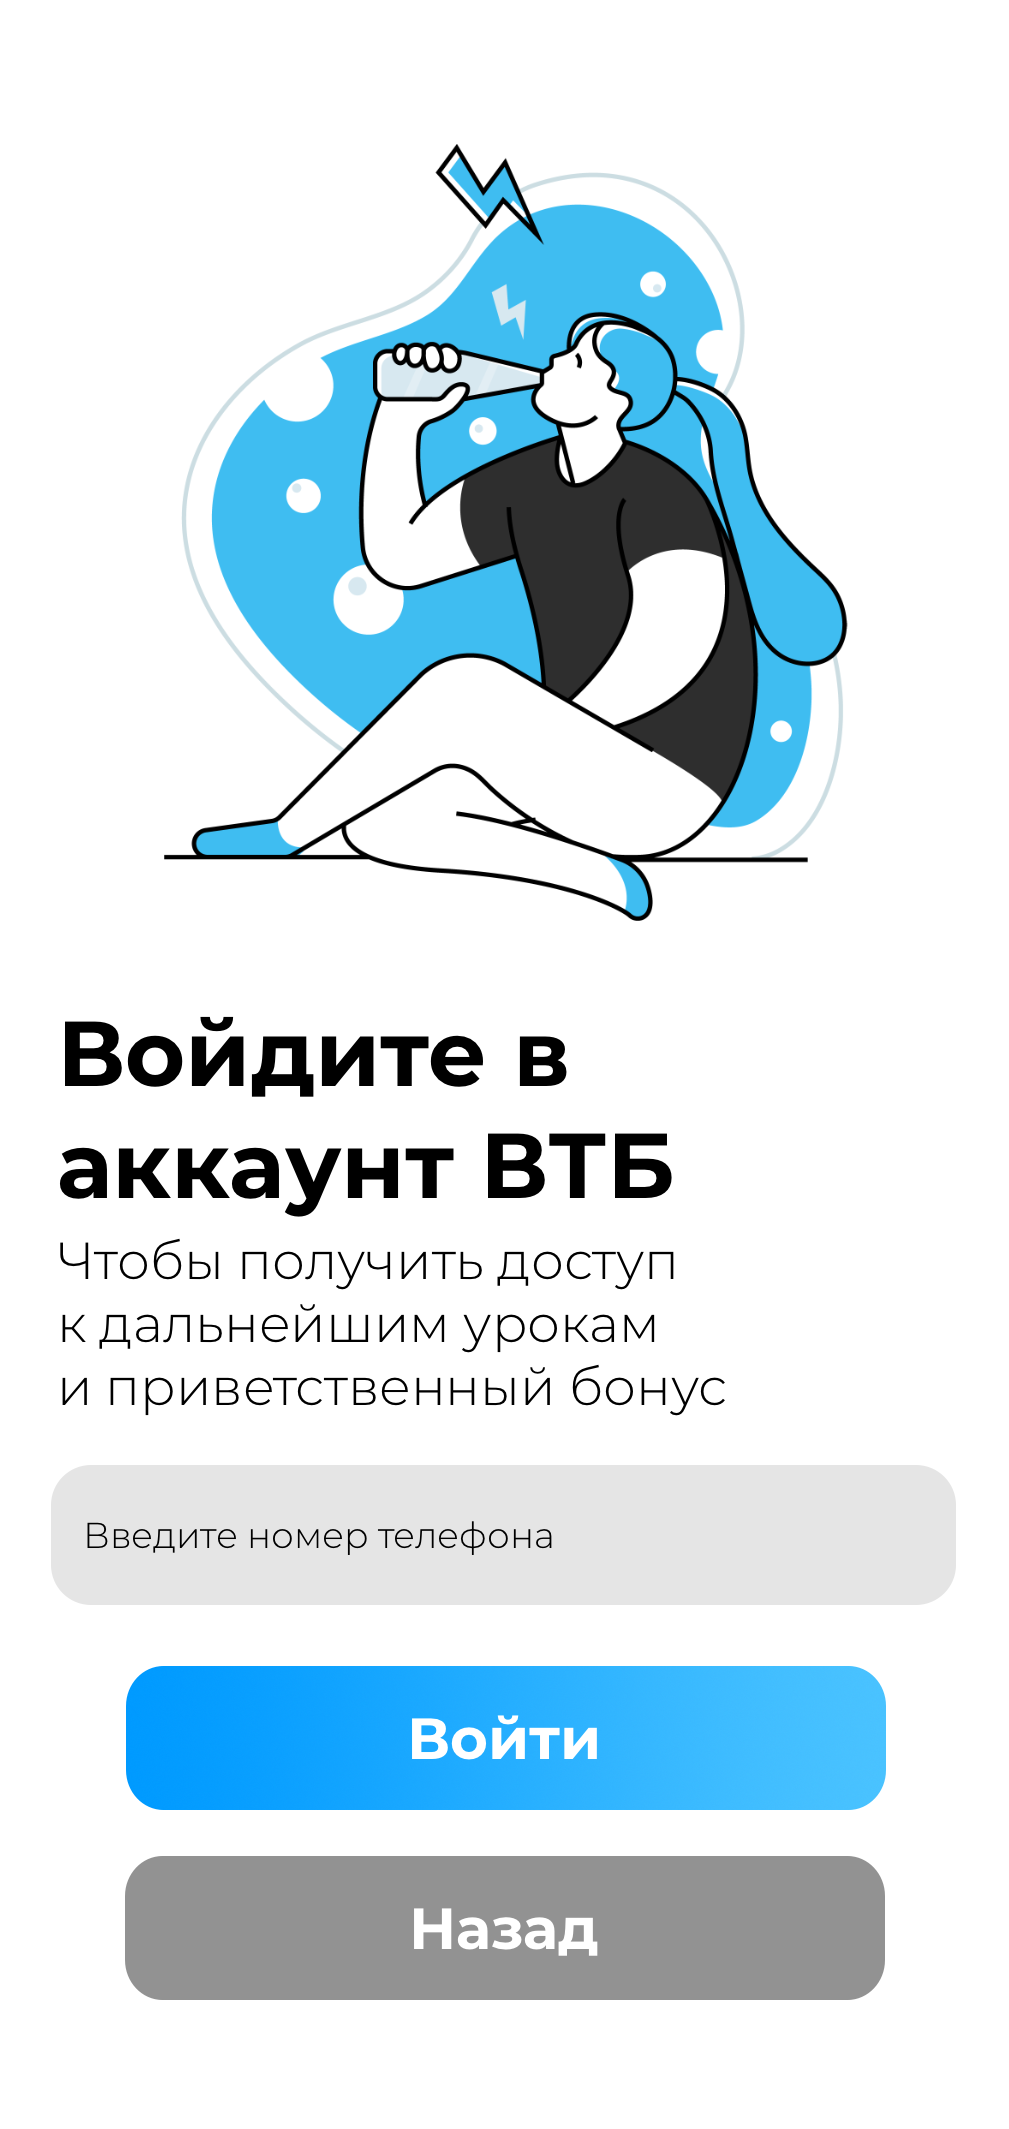 Войдите в
аккаунт ВТБ
Чтобы получить доступ
к дальнейшим урокам
и приветственный бонус
Введите номер телефона
Войти
Назад